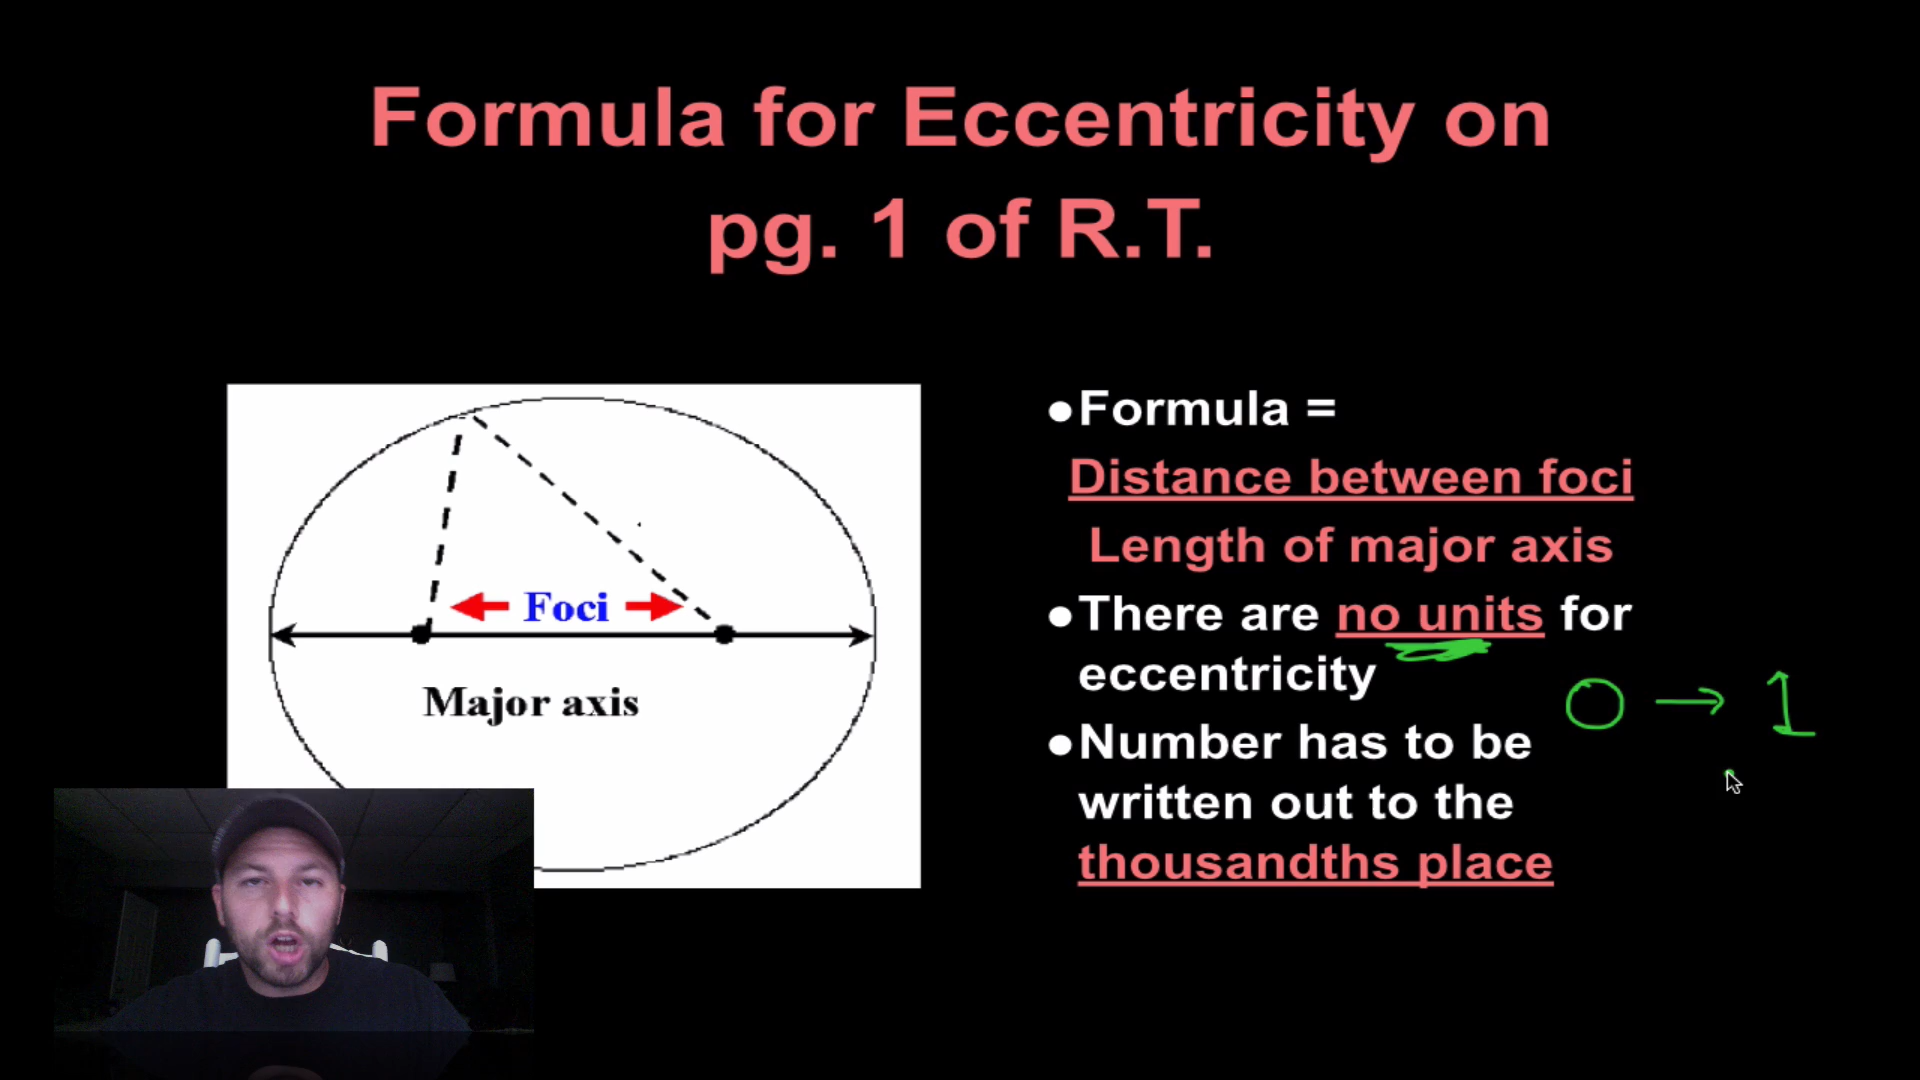 Formula for Eccentricity on
pg. 1 of R.T.
Foci
Major axis
●Formula =
Distance between foci
Length of major axis
●There are no units for
eccentricity
0 → 1
●Number has to be
written out to the
thousandths place